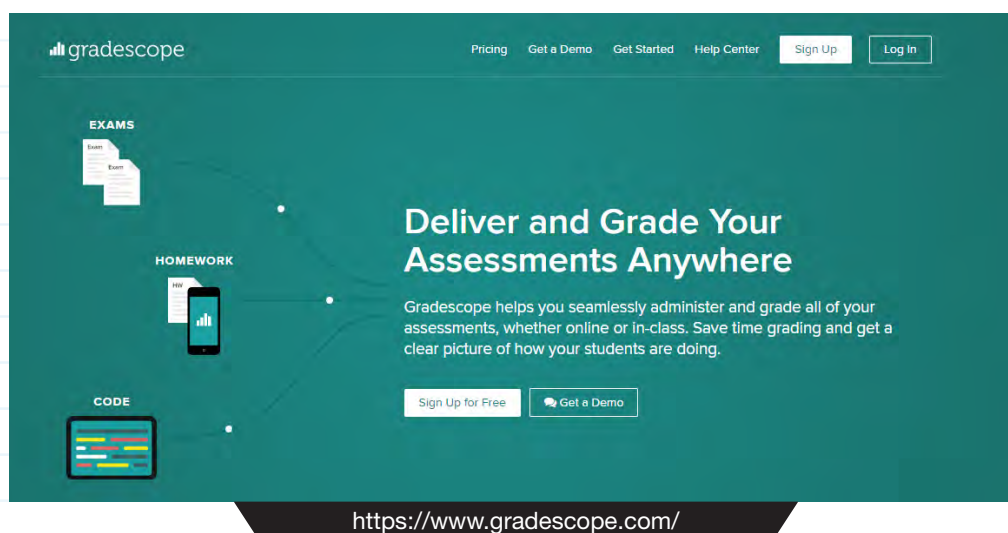 gradescope
Pricing Get a Demo Get Started Help Center Sign Up Log In
EXAMS
Exam
Exam
HOMEWORK
HW
CODE
Deliver and Grade Your
Assessments Anywhere
Gradescope helps you seamlessly administer and grade all of your
assessments, whether online or in-class. Save time grading and get a
clear picture of how your students are doing.
Sign Up for Free Get a Demo
https://www.gradescope.com/